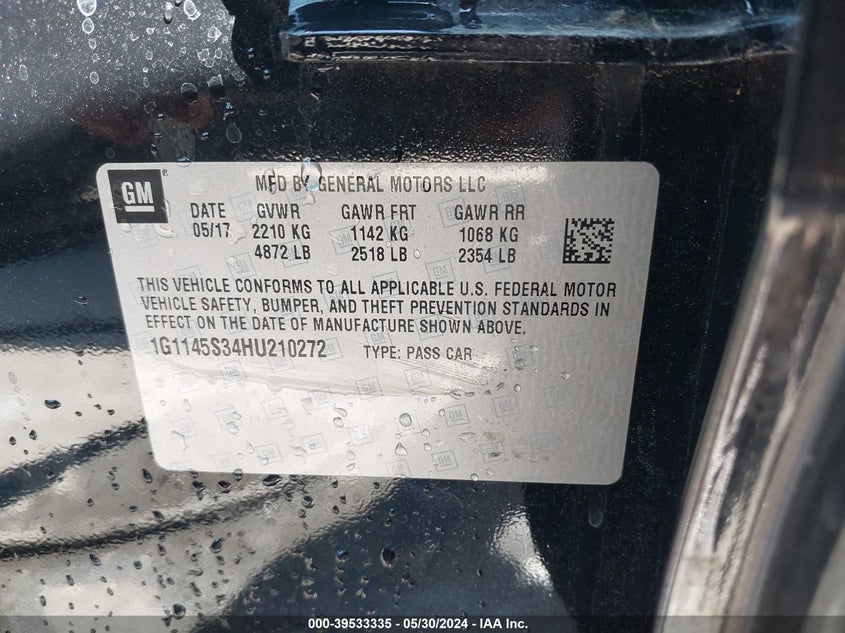 GM
MFD BY GENERAL MOTORS LLC
DATE GVWR GAWR FRT GAWR RR
05/17 2210 KG 1142 KG 1068 KG
4872 LB 2518 LB 2354 LB
THIS VEHICLE CONFORMS TO ALL APPLICABLE U.S. FEDERAL MOTOR
VEHICLE SAFETY, BUMPER, AND THEFT PREVENTION STANDARDS IN
EFFECT ON THE DATE OF MANUFACTURE SHOWN ABOVE.
1G1145S34HU210272 TYPE: PASS CAR
000-39533335 - 05/30/2024 - IAA Inc.